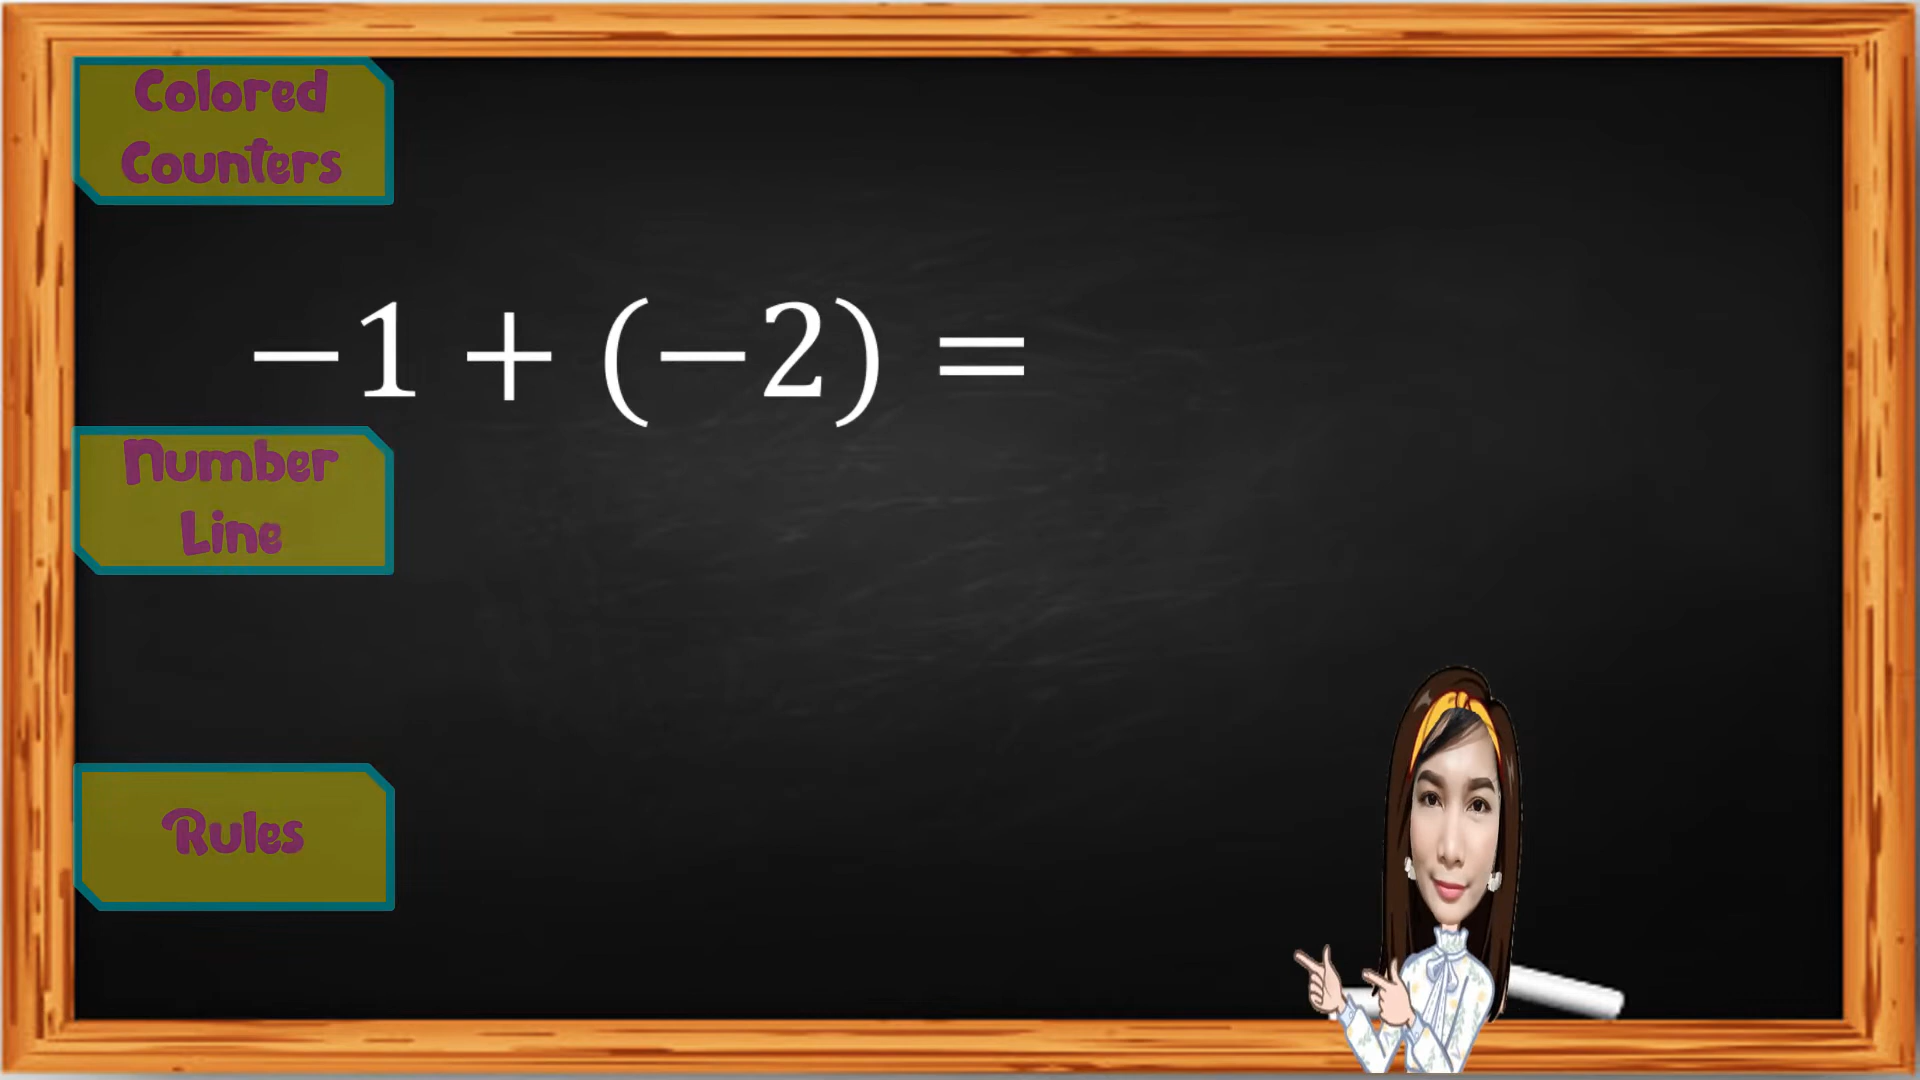 Colored
Counters
−1 + (−2) =
Number
Line
Rules